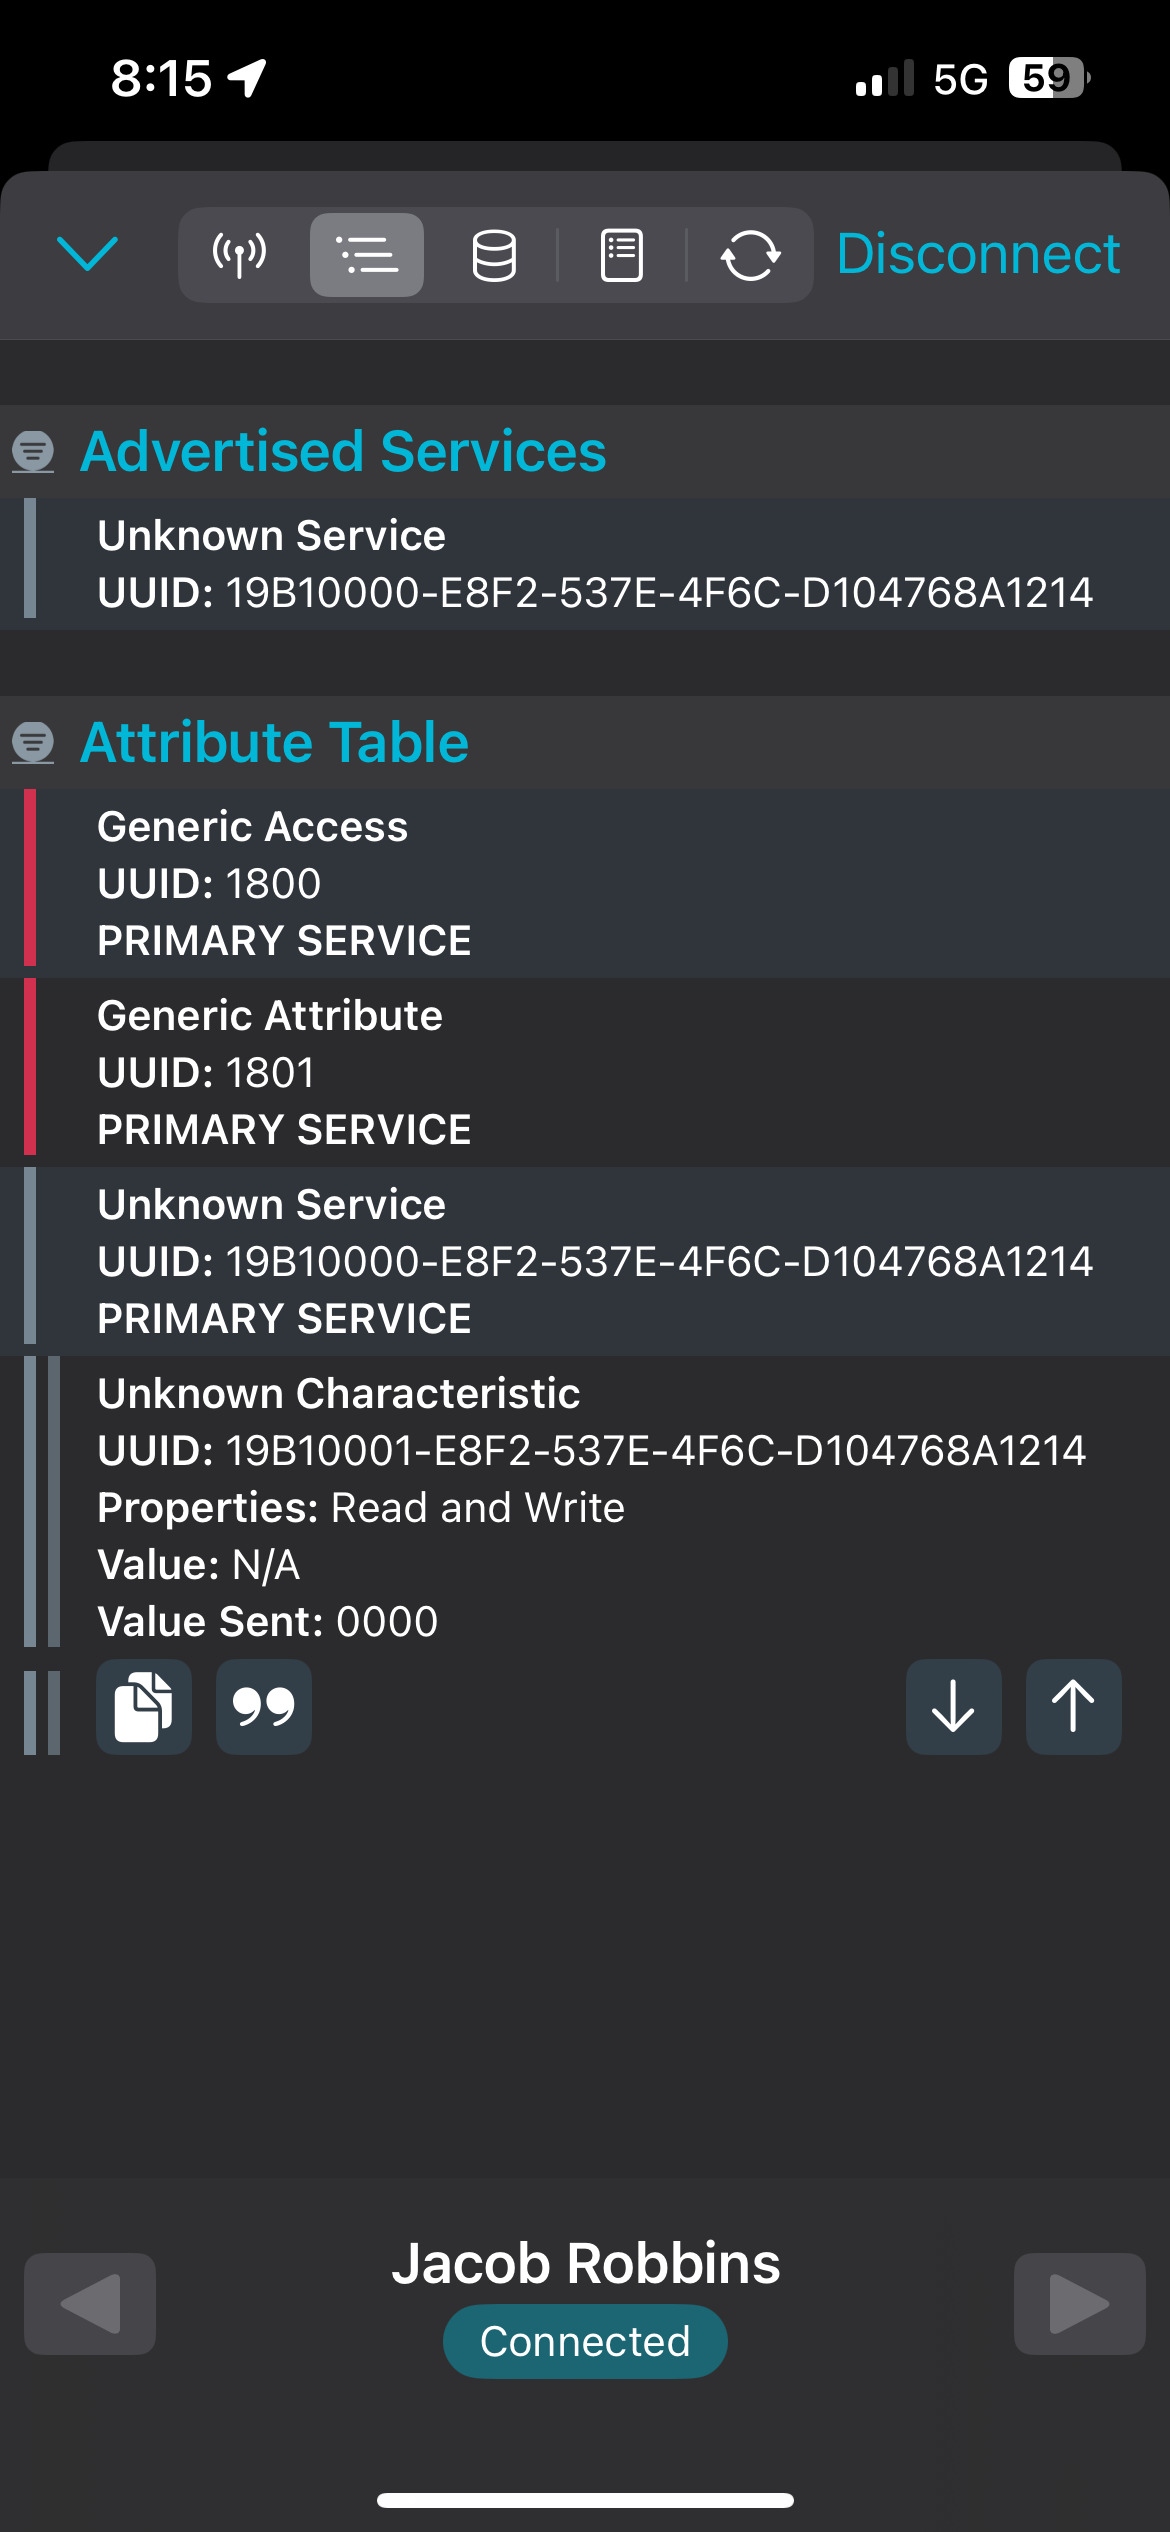 8:15
5G 59
Disconnect
Advertised Services
Unknown Service
UUID: 19B10000-E8F2-537E-4F6C-D104768A1214
Attribute Table
Generic Access
UUID: 1800
PRIMARY SERVICE
Generic Attribute
UUID: 1801
PRIMARY SERVICE
Unknown Service
UUID: 19B10000-E8F2-537E-4F6C-D104768A1214
PRIMARY SERVICE
Unknown Characteristic
UUID: 19B10001-E8F2-537E-4F6C-D104768A1214
Properties: Read and Write
Value: N/A
Value Sent: 0000
Jacob Robbins
Connected